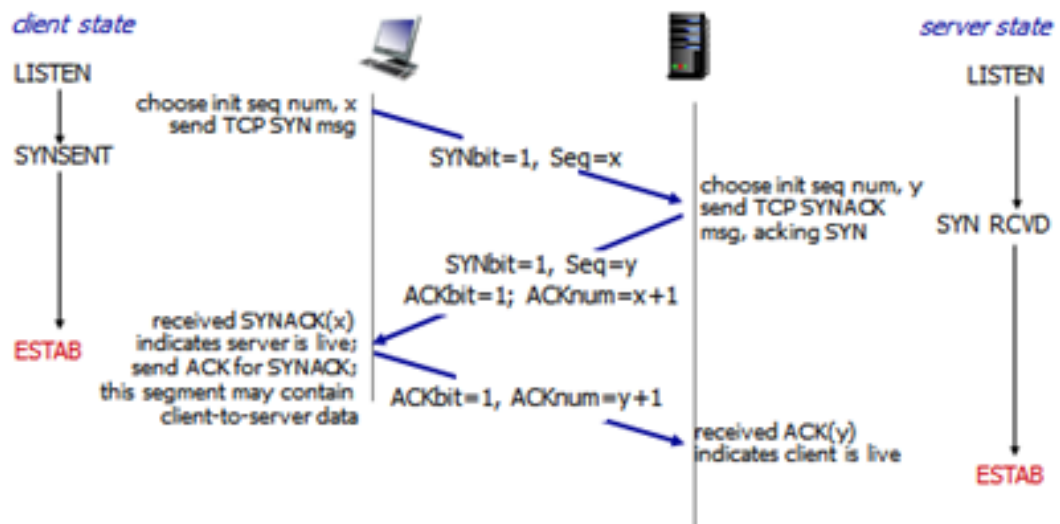 client state
server state
LISTEN
LISTEN
choose init seq num, x
send TCP SYN msg
SYNSENT
SYNbit=1, Seq=x
choose init seq num, y
send TCP SYNACK
msg, acking SYN
SYN RCVD
SYNbit=1, Seq=y
ACKbit=1; ACKnum=x+1
received SYNACK(x)
indicates server is live;
send ACK for SYNACK;
this segment may contain
client-to-server data
ESTAB
ACKbit=1, ACKnum=y+1
received ACK(y)
indicates client is live
ESTAB